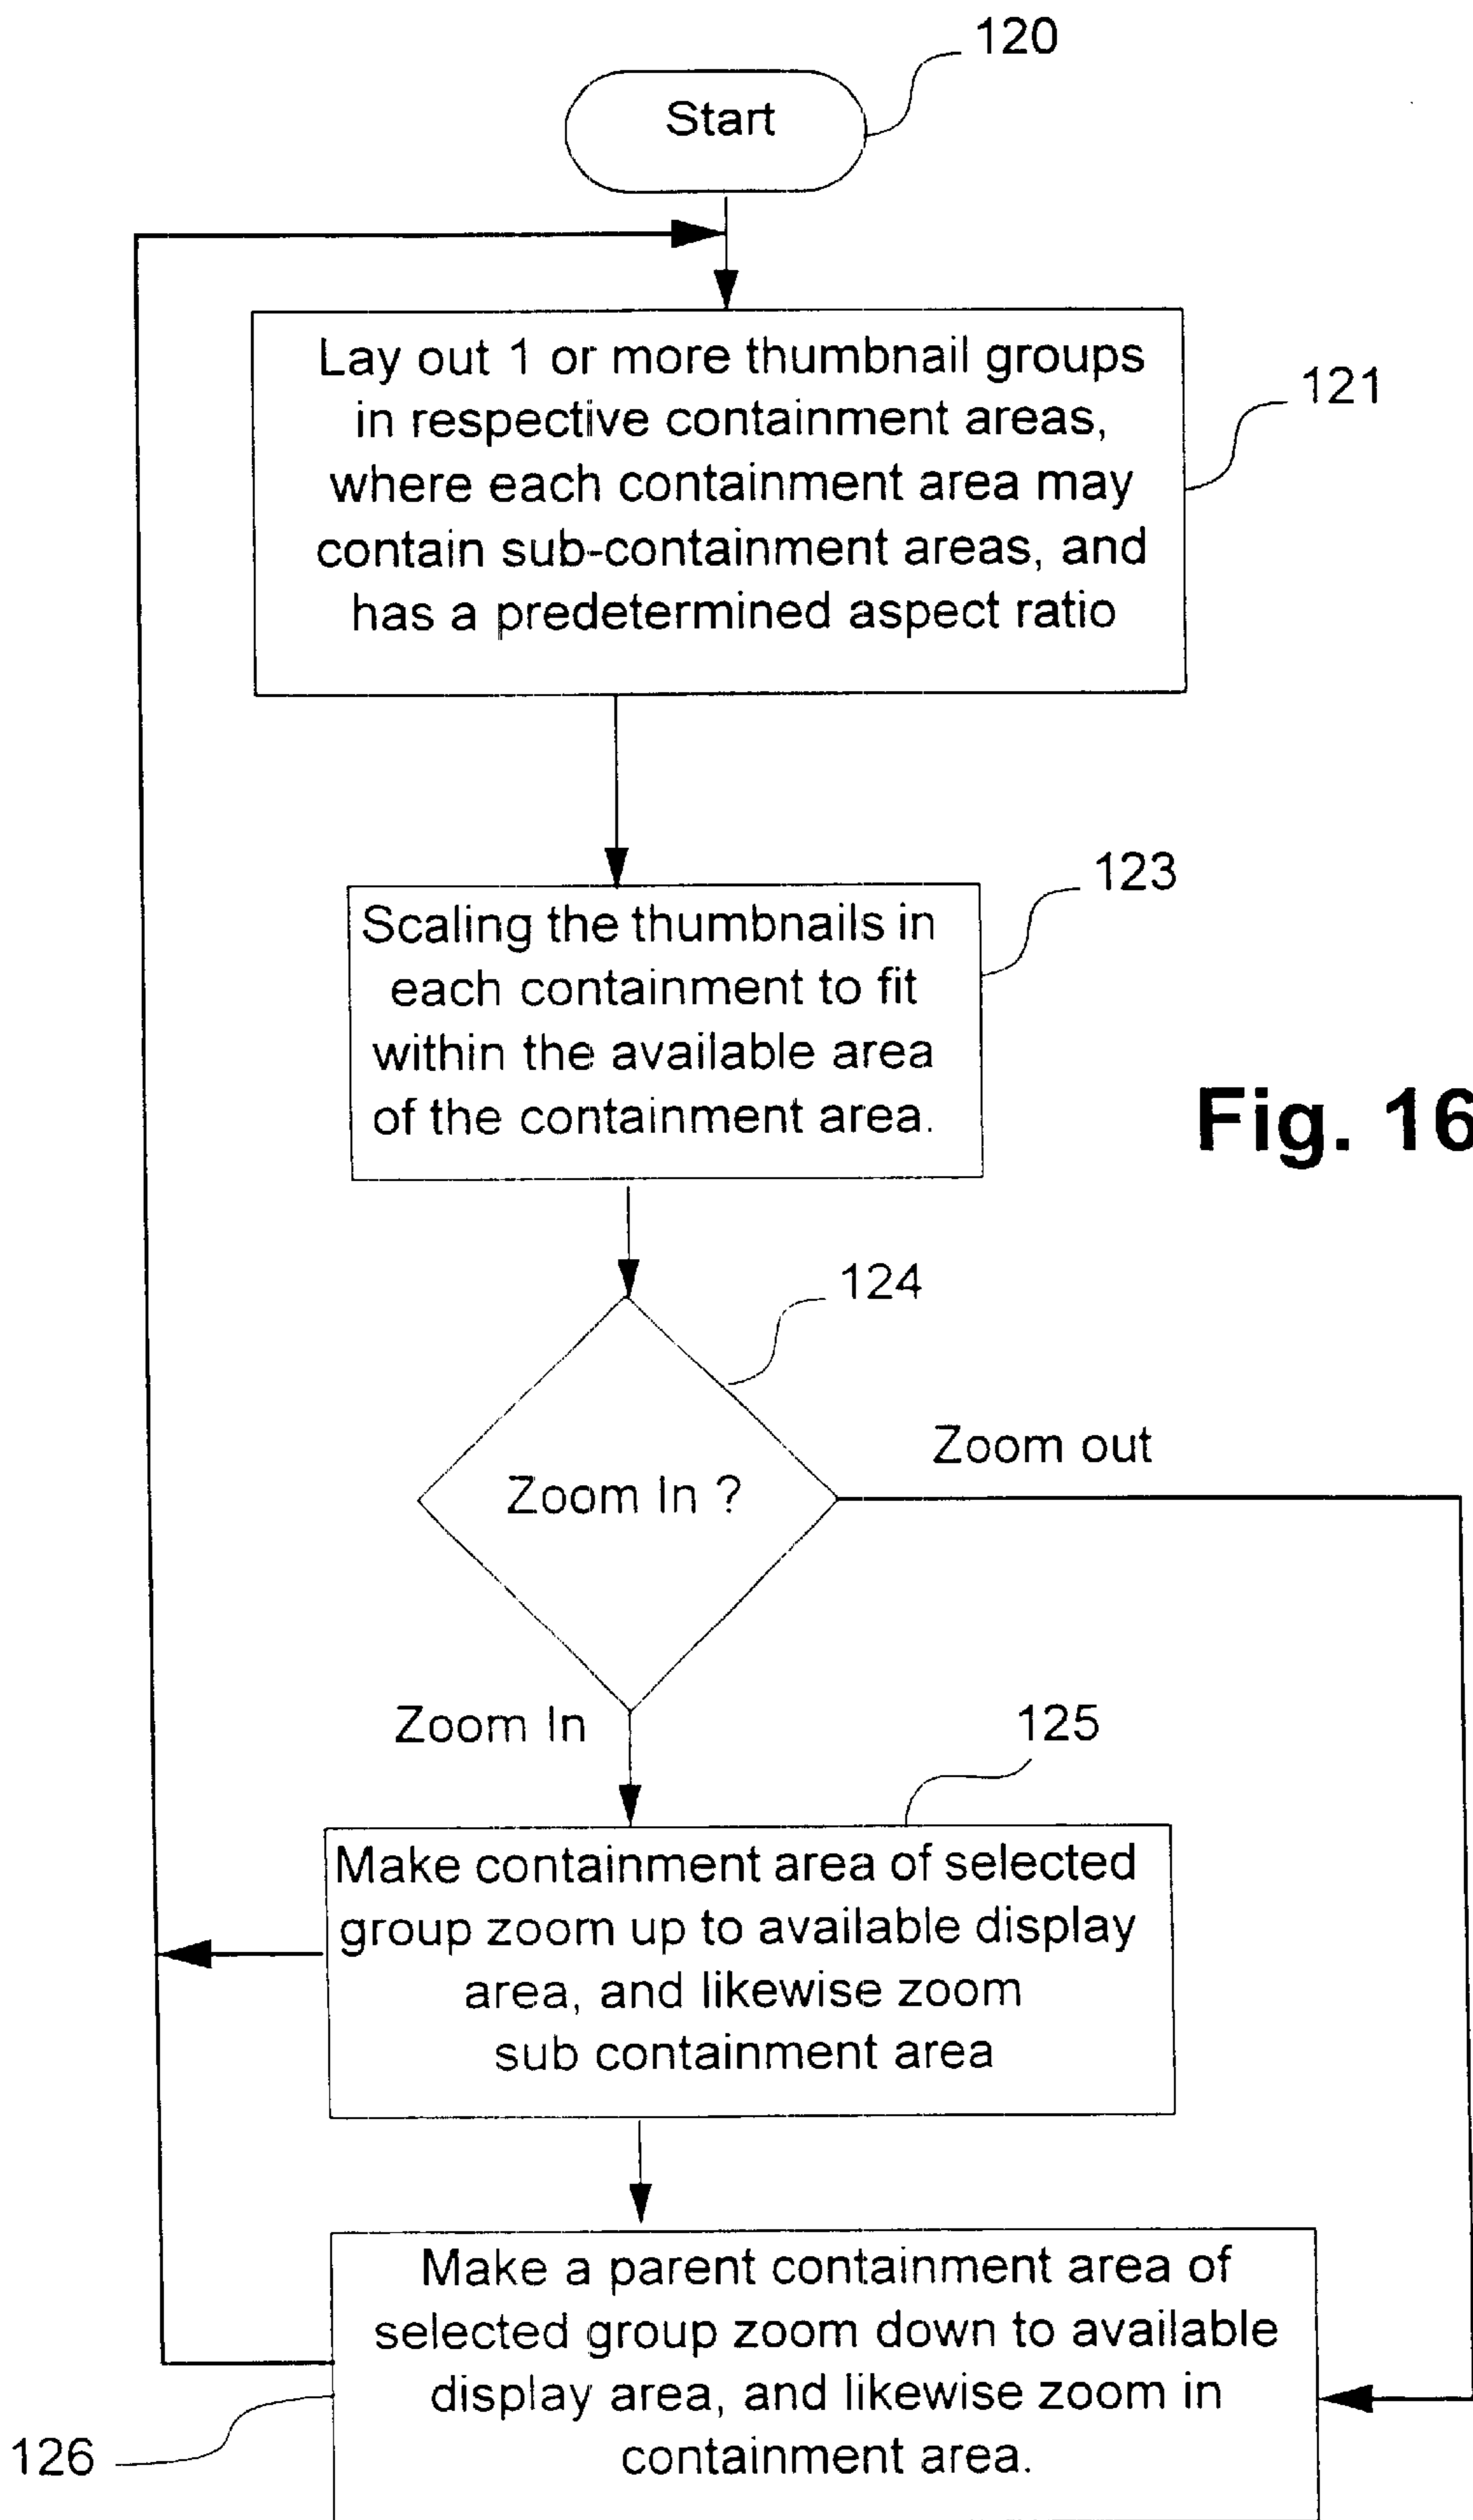 120
Start
Lay out 1 or more thumbnail groups
in respective containment areas,
where each containment area may
contain sub-containment areas, and
has a predetermined aspect ratio
121
123
Scaling the thumbnails in
each containment to fit
within the available area
of the containment area.
Fig. 16
124
Zoom In ?
Zoom out
Zoom In
125
Make containment area of selected
group zoom up to available display
area, and likewise zoom
sub containment area
Make a parent containment area of
selected group zoom down to available
display area, and likewise zoom in
containment area.
126